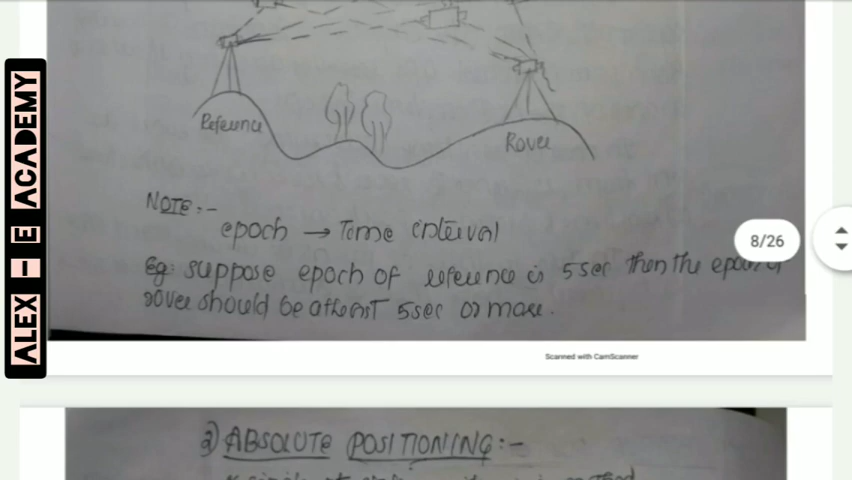 ALEX - E ACADEMY
Reference
Rover
NOTE:-
epoch → Time interval
8/26
Eg: suppose epoch of reference is 5sec then the epoch of
rover should be atleast 5sec or more.
Scanned with CamScanner
2) ABSOLUTE POSITIONING:-